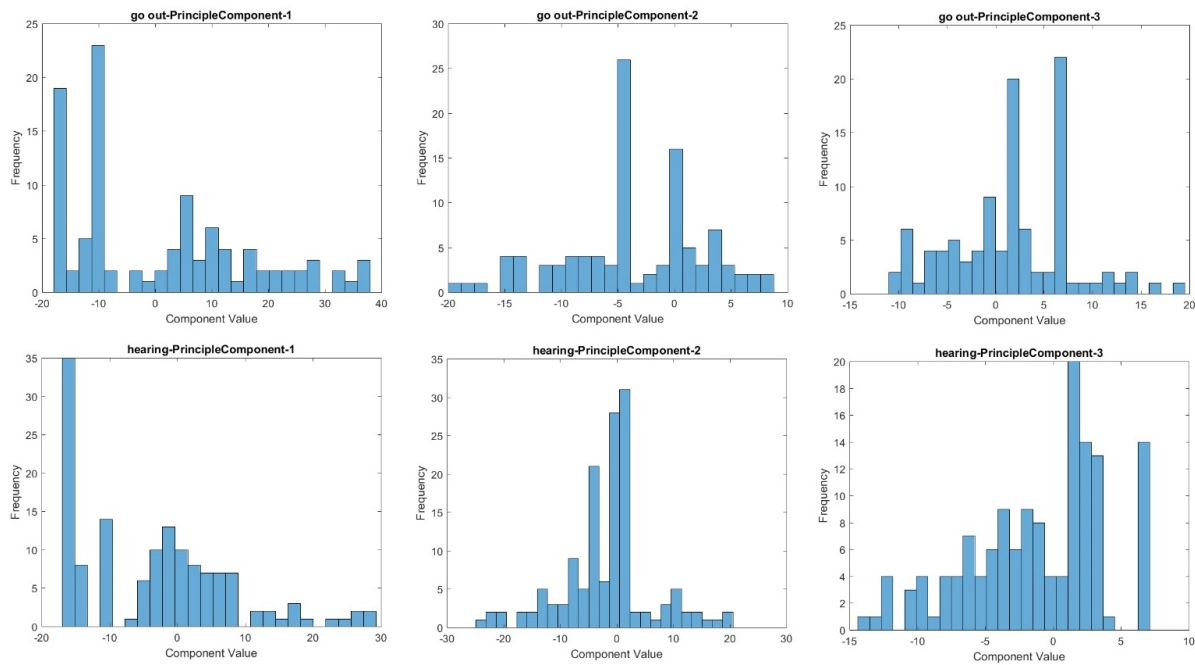 go out-PrincipleComponent-1
25
20
15
10
5
0
Frequency
-20 -10 0 10 20 30 40
Component Value
go out-PrincipleComponent-2
30
25
20
15
10
5
0
Frequency
-20 -15 -10 -5 0 5 10
Component Value
go out-PrincipleComponent-3
25
20
15
10
5
0
Frequency
-15 -10 -5 0 5 10 15 20
Component Value
hearing-PrincipleComponent-1
35
30
25
20
15
10
5
0
Frequency
-20 -10 0 10 20 30
Component Value
hearing-PrincipleComponent-2
35
30
25
20
15
10
5
0
Frequency
-30 -20 -10 0 10 20 30
Component Value
hearing-PrincipleComponent-3
20
18
16
14
12
10
8
6
4
2
0
Frequency
-15 -10 -5 0 5 10
Component Value